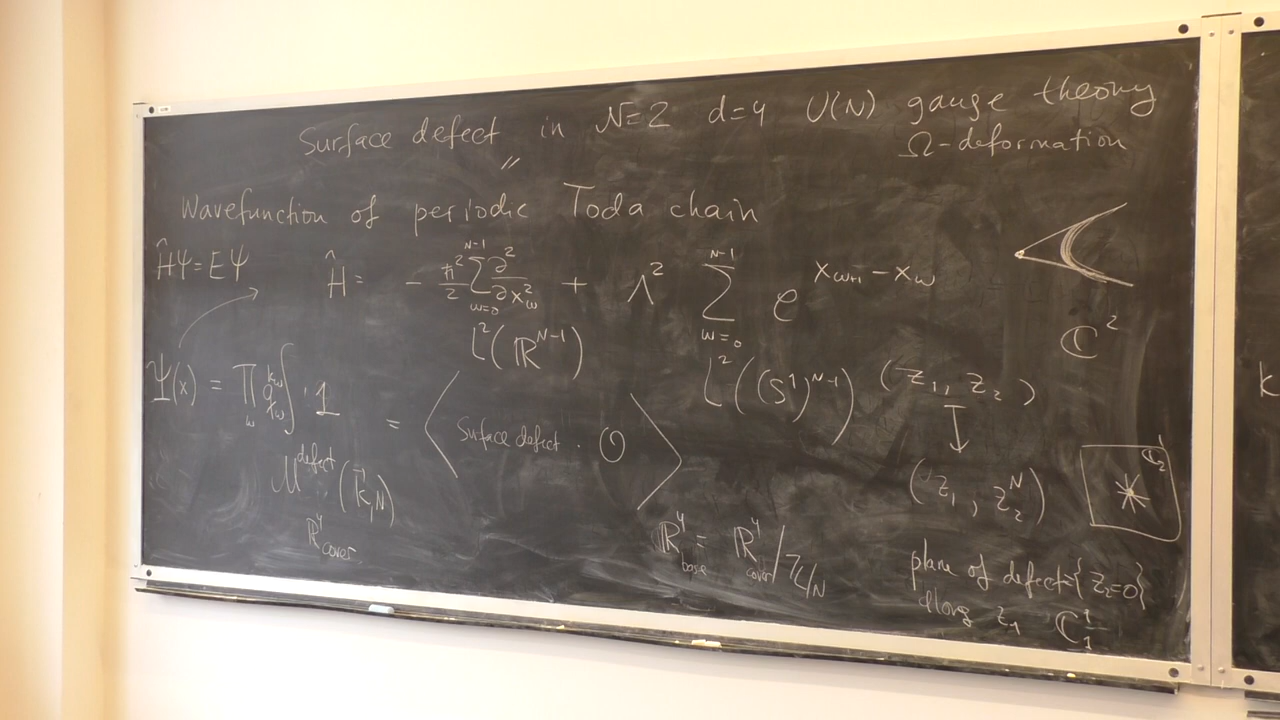 Surface defect in N=2 d=4 U(N) gauge theory
Ω-deformation
"
Wavefunction of periodic Toda chain
ĤΨ=EΨ
Ĥ = - ħ²/2 Σ_{ω=0}^{N-1} ∂²/∂x_ω² + Λ² Σ_{ω=0}^{N-1} e^{x_{ω+1} - x_ω}
L²(ℝ^{N-1})
L²((S¹)^{N-1})
ℂ²
Ψ(x) = ∏_ω q_ω^{k_ω} ∫ · 1 = ⟨ Surface defect · O ⟩
M^{defect} (k⃗, N)
ℝ⁴_{cover}
ℝ⁴_{base} = ℝ⁴_{cover} / ℤ_N
(z₁, z₂)
↓
(z₁, z₂^N)
ℂ₂
plane of defect = {z₂=0}
along z₁ ℂ¹₁
k